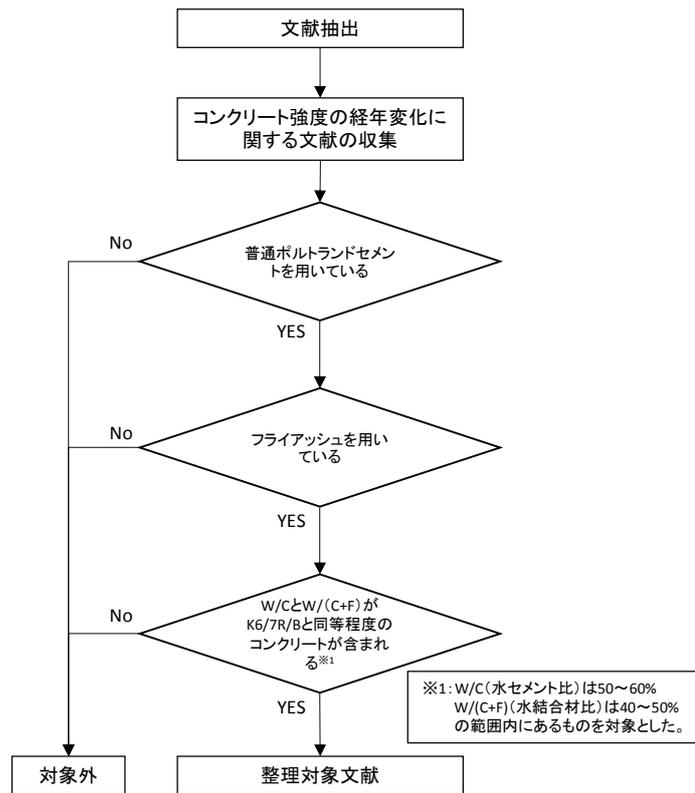 文献抽出
コンクリート強度の経年変化に
関する文献の収集
No
普通ポルトランドセメン
トを用いている
YES
No
フライアッシュを用い
ている
YES
No
W/CとW/(C+F)が
K6/7R/Bと同等程度の
コンクリートが含まれ
る※1
YES
※1:W/C(水セメント比)は50~60%
W/(C+F)(水結合材比)は40~50%
の範囲内にあるものを対象とした。
対象外
整理対象文献